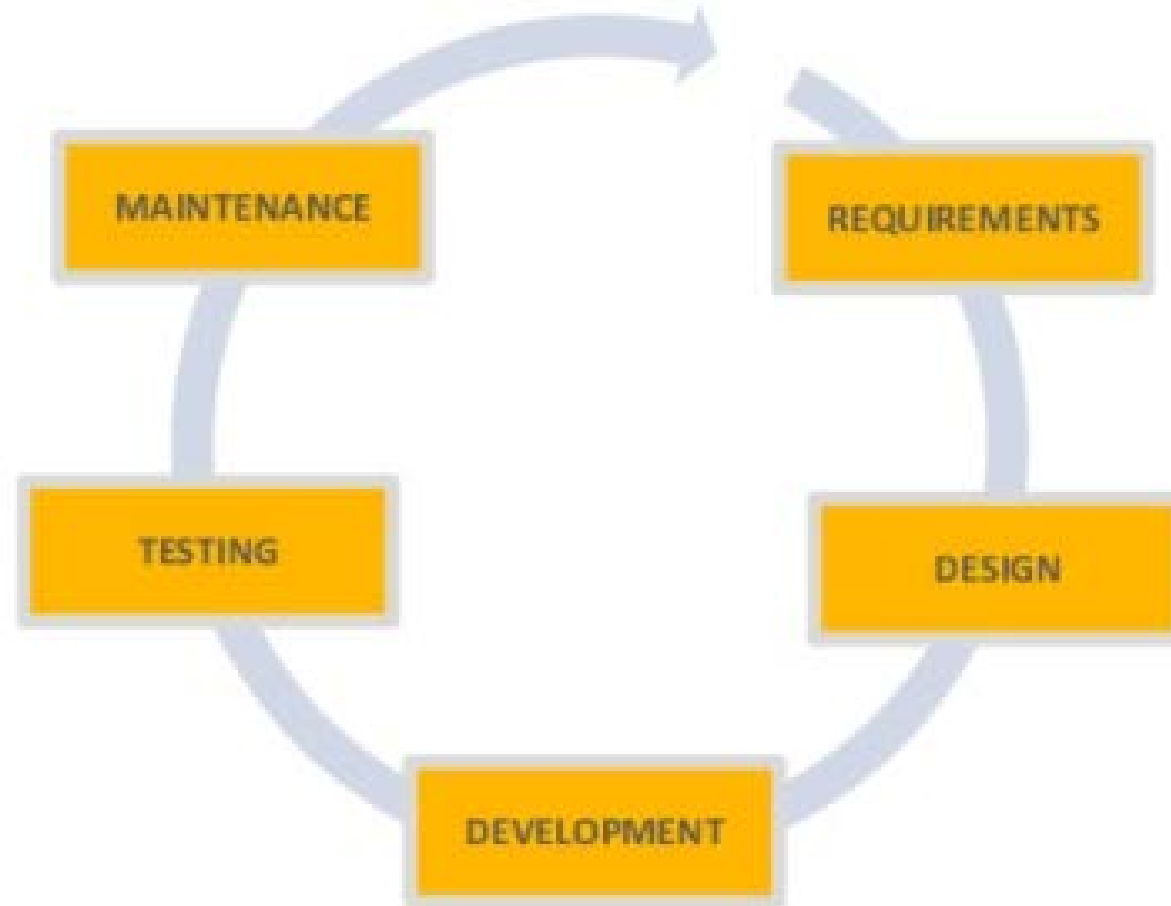 REQUIREMENTS
DESIGN
DEVELOPMENT
TESTING
MAINTENANCE